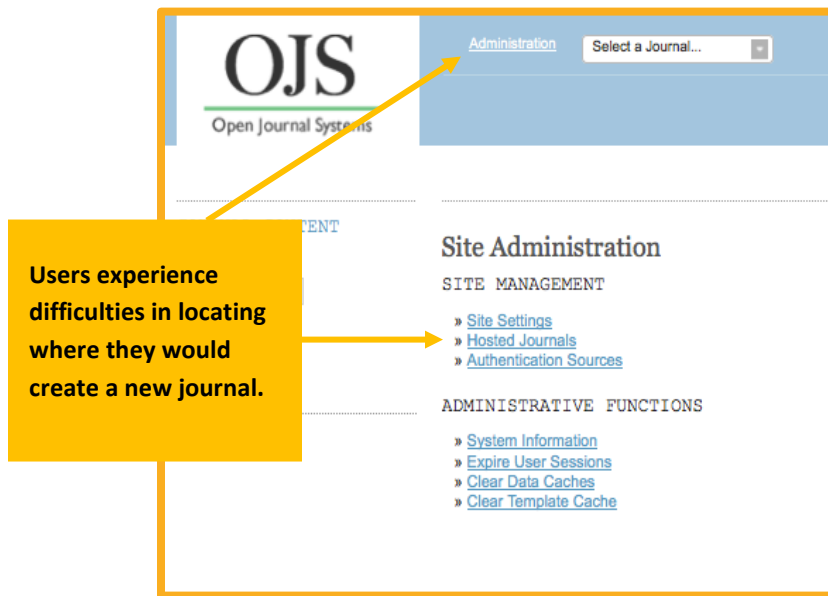 OJS
Open Journal Systems
Administration
Select a Journal...
Users experience
difficulties in locating
where they would
create a new journal.
Site Administration
SITE MANAGEMENT
» Site Settings
» Hosted Journals
» Authentication Sources
ADMINISTRATIVE FUNCTIONS
» System Information
» Expire User Sessions
» Clear Data Caches
» Clear Template Cache